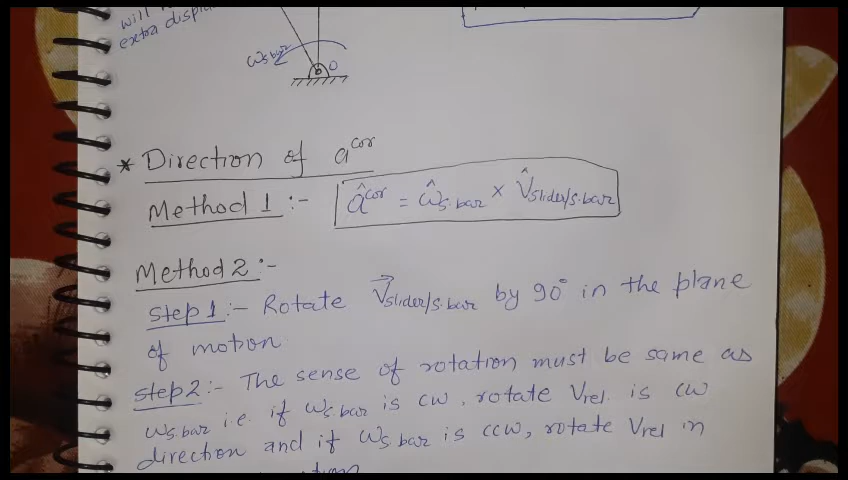 will
extra
ωs.bar
O
* Direction of a^cor
Method 1 :- â^cor = ω̂s.bar × V̂slider/s.bar
Method 2 :-
Step 1 :- Rotate V⃗slider/s.bar by 90° in the plane
of motion
Step 2 :- The sense of rotation must be same as
ωs.bar i.e. if ωs.bar is cw, rotate Vrel. is cw
direction and if ωs.bar is ccw, rotate Vrel in